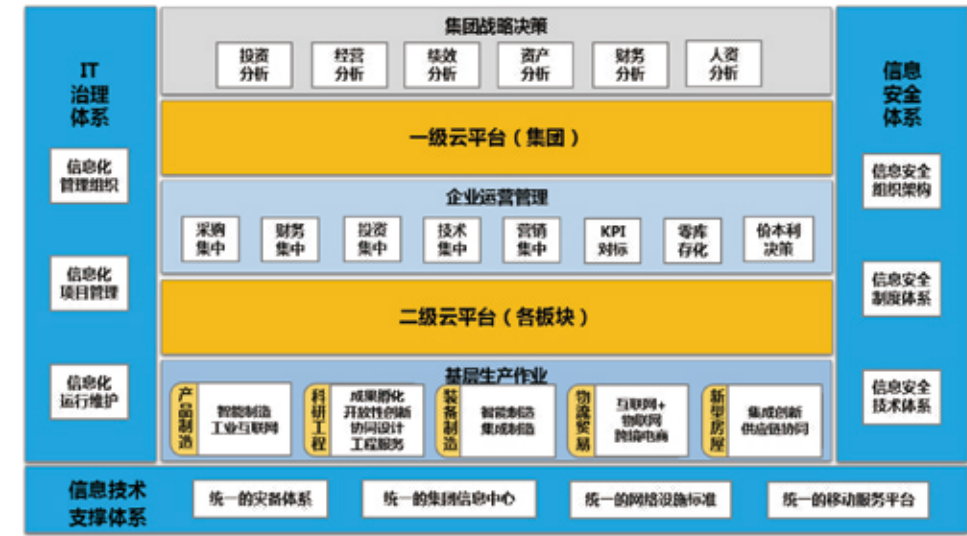 IT
治理
体系
信息化
管理组织
信息化
项目管理
信息化
运行维护
集团战略决策
投资
分析
经营
分析
绩效
分析
资产
分析
财务
分析
人资
分析
一级云平台（集团）
企业运营管理
采购
集中
财务
集中
投资
集中
技术
集中
营销
集中
KPI
对标
零库
存化
价本利
决策
二级云平台（各板块）
基层生产作业
产品制造
智能制造
工业互联网
科研工程
成果孵化
开放性创新
协同设计
工程服务
装备制造
智能制造
集成制造
物流贸易
互联网+
物联网
跨境电商
新型房屋
集成创新
供应链协同
信息
安全
体系
信息安全
组织架构
信息安全
制度体系
信息安全
技术体系
信息技术
支撑体系
统一的灾备体系
统一的集团信息中心
统一的网络设施标准
统一的移动服务平台